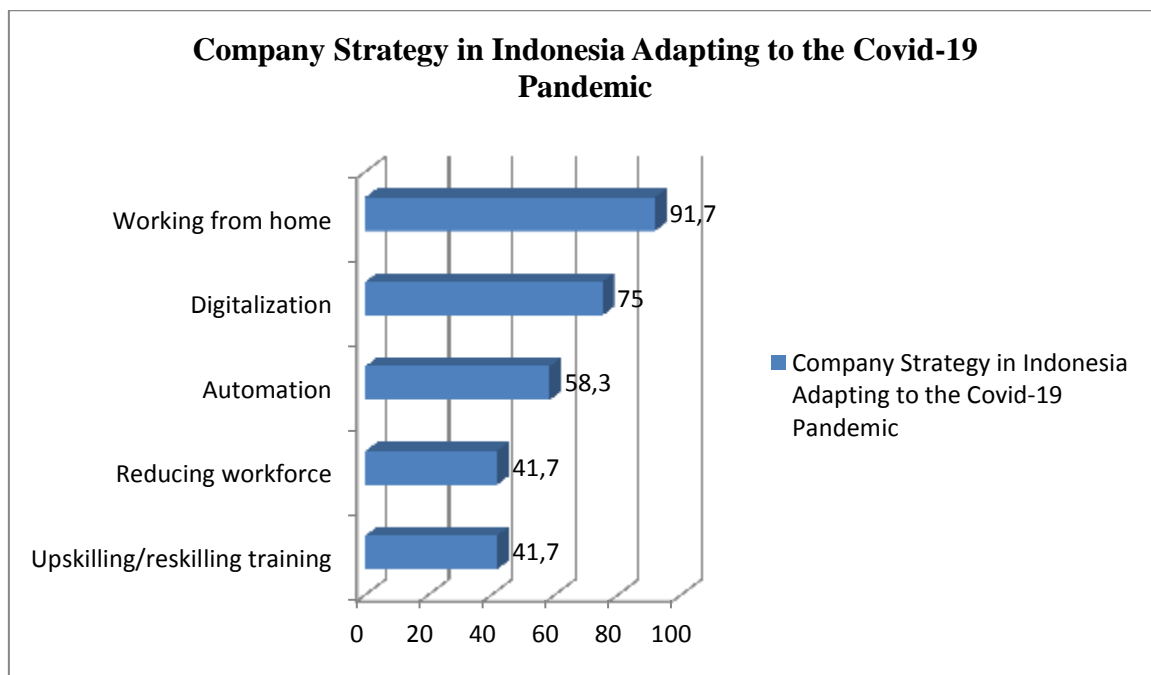 Company Strategy in Indonesia Adapting to the Covid-19
Pandemic
Working from home
91,7
Digitalization
75
Automation
58,3
Reducing workforce
41,7
Upskilling/reskilling training
41,7
0 20 40 60 80 100
Company Strategy in Indonesia
Adapting to the Covid-19
Pandemic